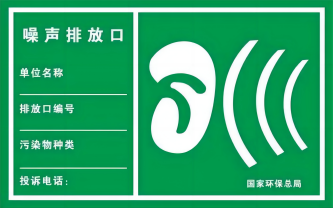 噪声排放口
单位名称
排放口编号
污染物种类
投诉电话：
国家环保总局